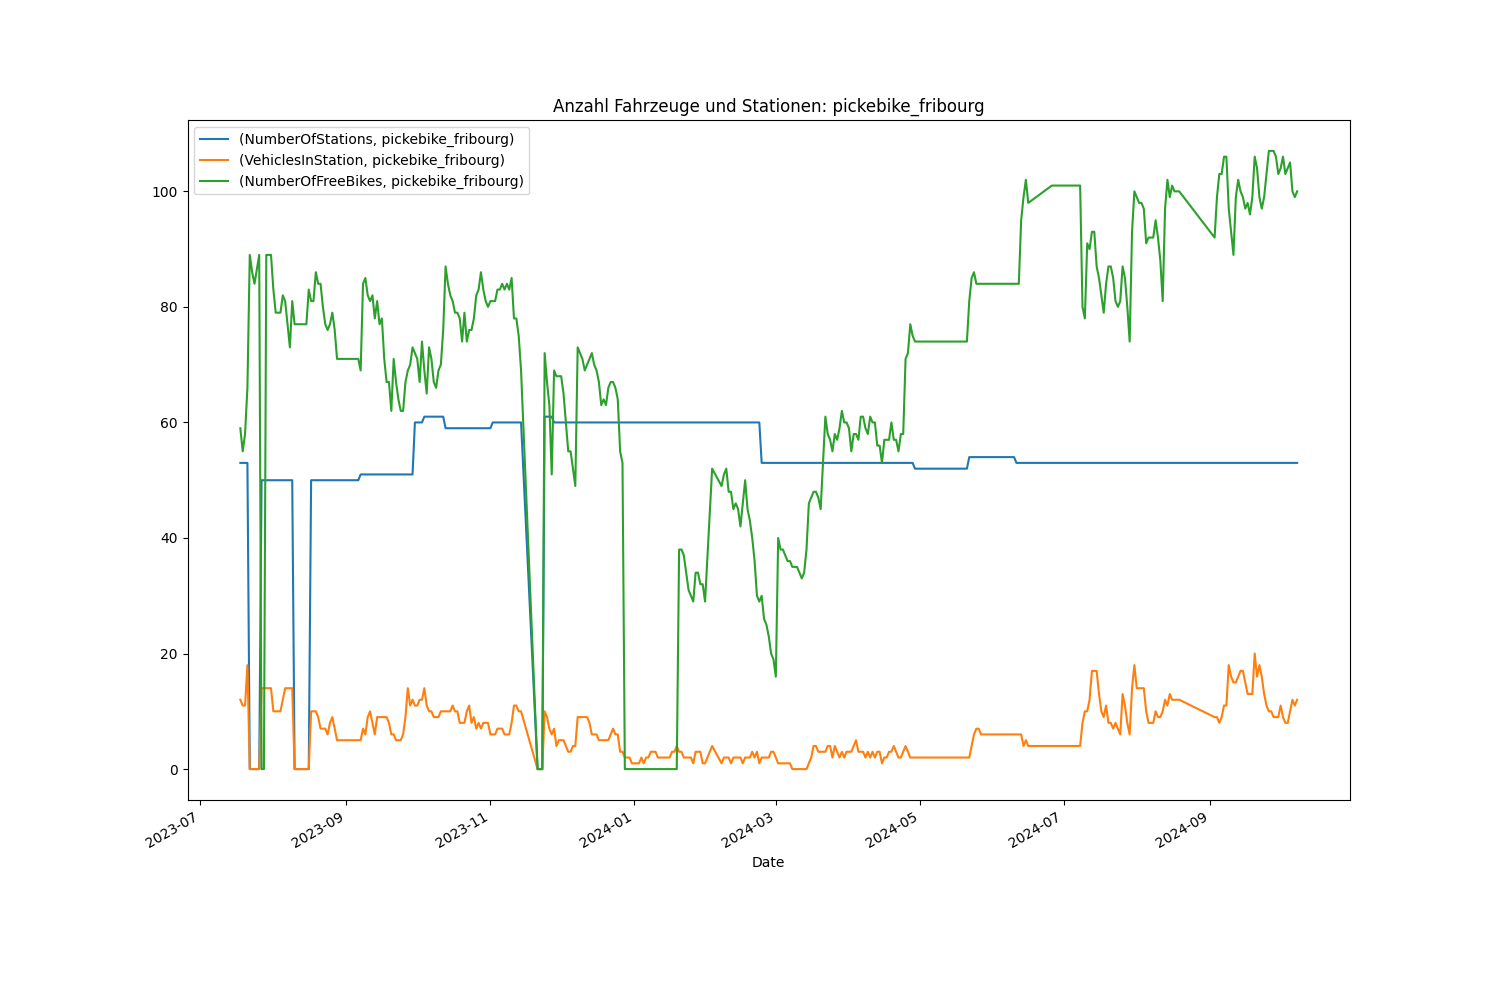 Anzahl Fahrzeuge und Stationen: pickebike_fribourg
(NumberOfStations, pickebike_fribourg)
(VehiclesInStation, pickebike_fribourg)
(NumberOfFreeBikes, pickebike_fribourg)
100
80
60
40
20
0
2023-07
2023-09
2023-11
2024-01
2024-03
2024-05
2024-07
2024-09
Date